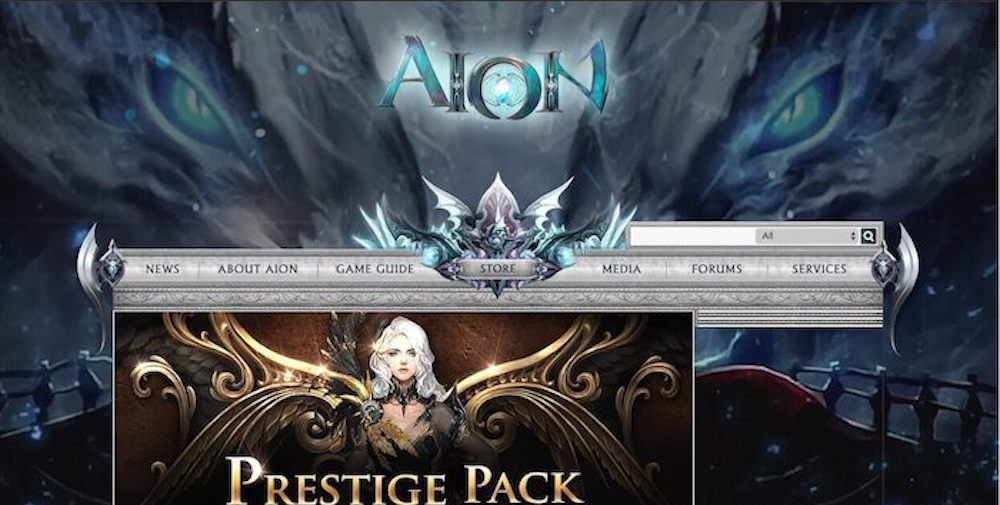 AION
All
NEWS ABOUT AION GAME GUIDE STORE MEDIA FORUMS SERVICES
PRESTIGE PACK